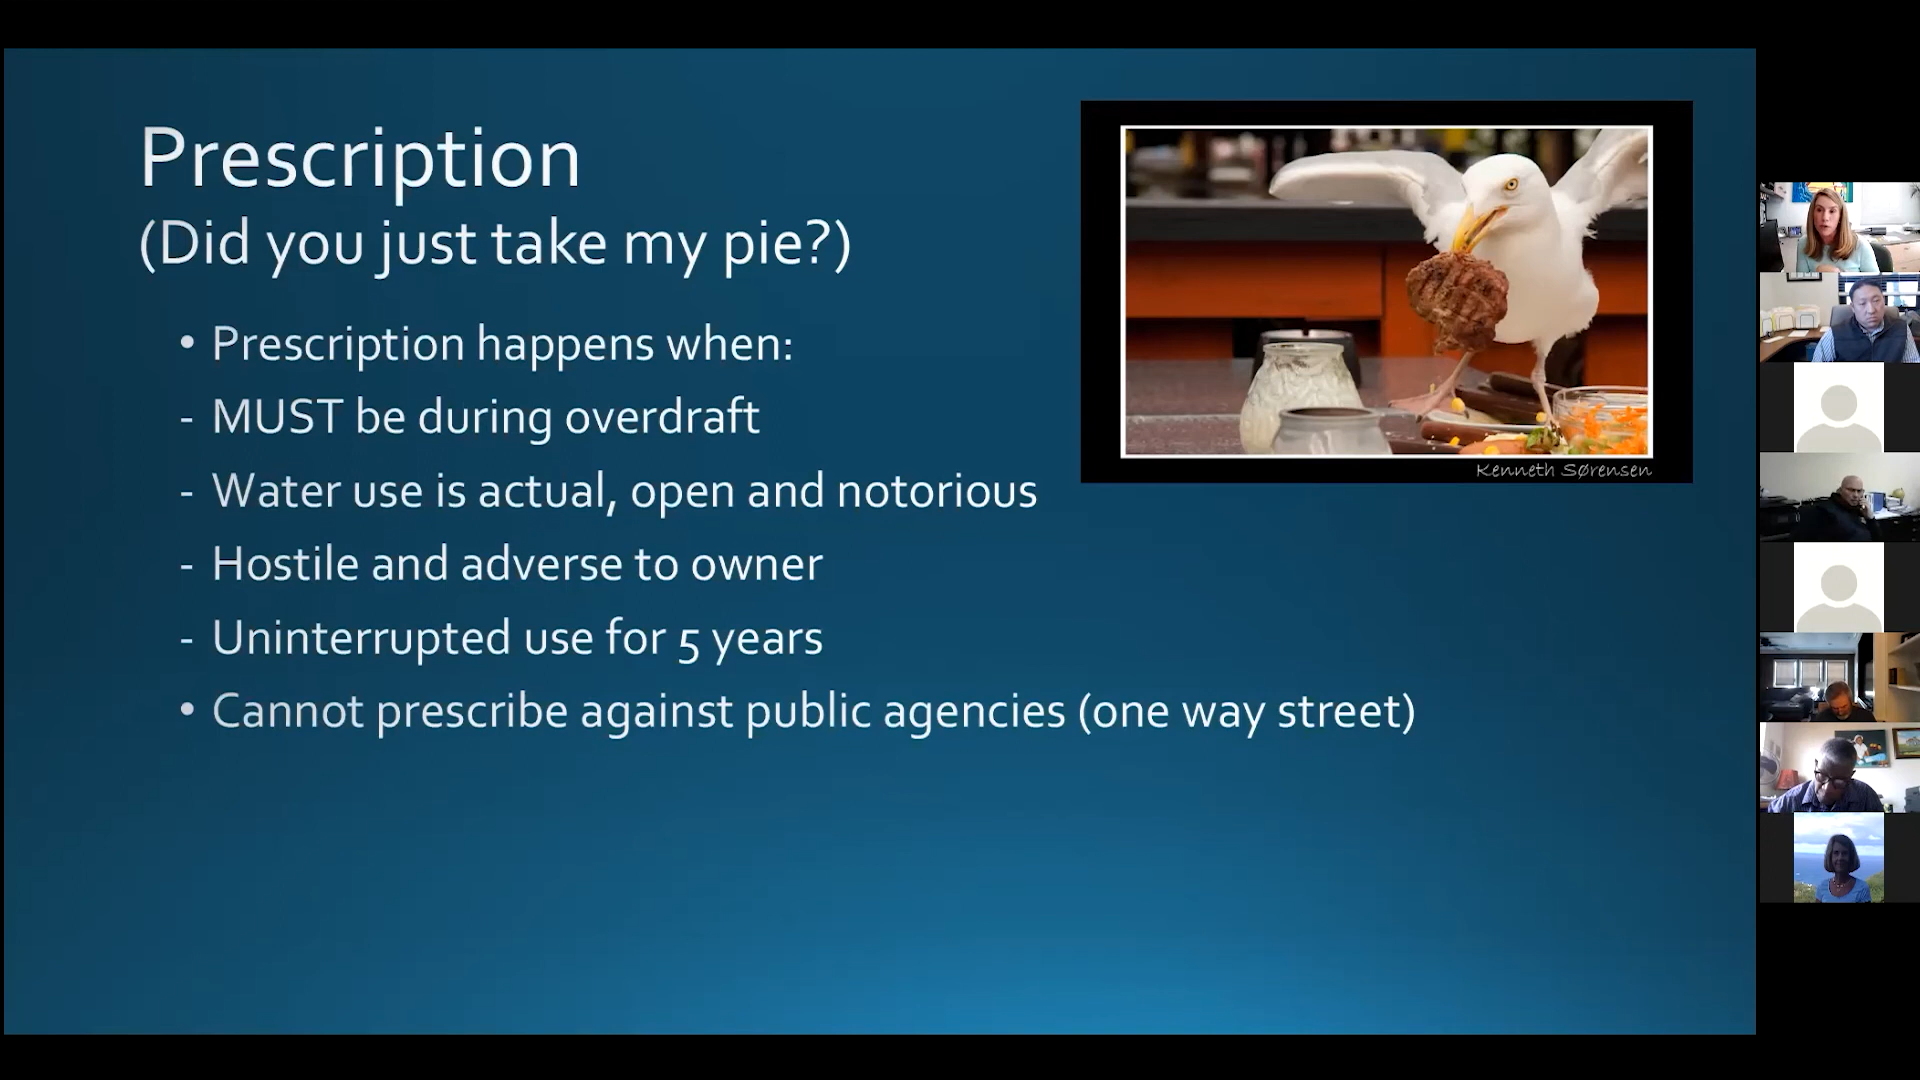 Prescription
(Did you just take my pie?)
• Prescription happens when:
- MUST be during overdraft
- Water use is actual, open and notorious
- Hostile and adverse to owner
- Uninterrupted use for 5 years
• Cannot prescribe against public agencies (one way street)
Kenneth Sørensen